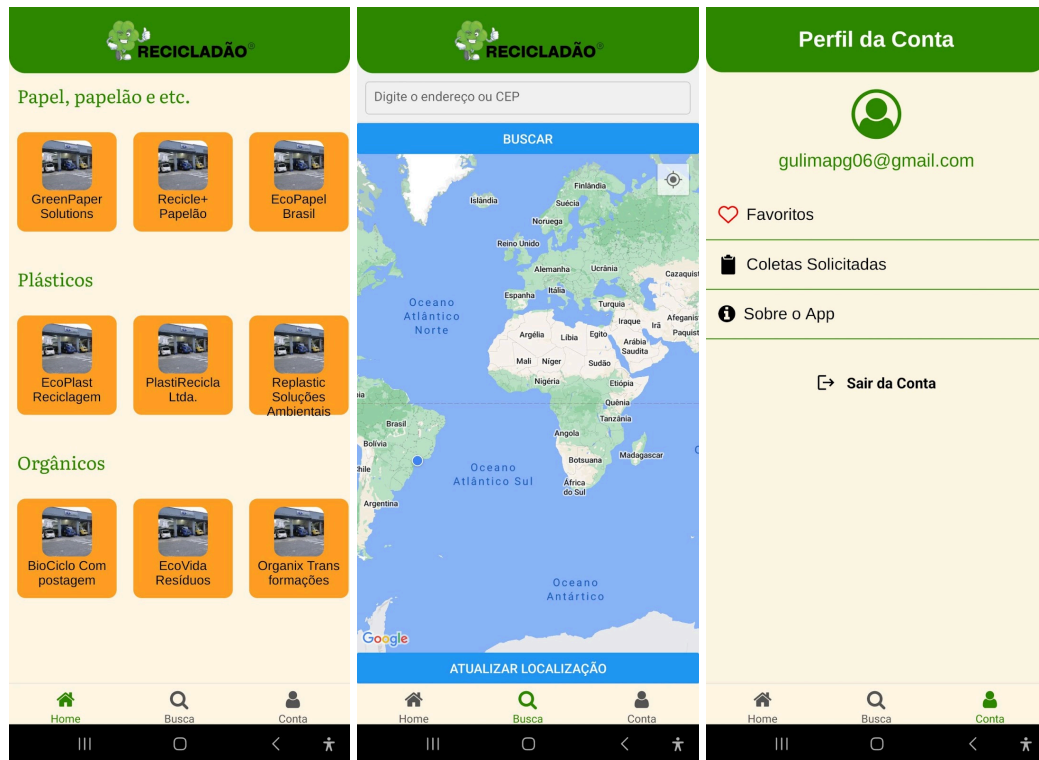 RECICLADÃO®
Papel, papelão e etc.
GreenPaper
Solutions
Recicle+
Papelão
EcoPapel
Brasil
Plásticos
EcoPlast
Reciclagem
PlastiRecicla
Ltda.
Replastic
Soluções
Ambientais
Orgânicos
BioCiclo Com
postagem
EcoVida
Resíduos
Organix Trans
formações
Home
Busca
Conta
RECICLADÃO®
Digite o endereço ou CEP
BUSCAR
Finlândia
Islândia
Suécia
Noruega
Reino Unido
Alemanha
Ucrânia
Cazaquist
Espanha
Itália
Turquia
Oceano
Atlântico
Norte
Iraque
Irã
Afeganis
Paquist
Argélia
Líbia
Egito
Arábia
Saudita
Mali
Níger
Sudão
Nigéria
Etiópia
ia
Quênia
Tanzânia
Brasil
Angola
Bolívia
Botsuana
Madagascar
hile
Oceano
Atlântico Sul
África
do Sul
Argentina
Oceano
Antártico
Google
ATUALIZAR LOCALIZAÇÃO
Home
Busca
Conta
Perfil da Conta
gulimapg06@gmail.com
Favoritos
Coletas Solicitadas
Sobre o App
Sair da Conta
Home
Busca
Conta